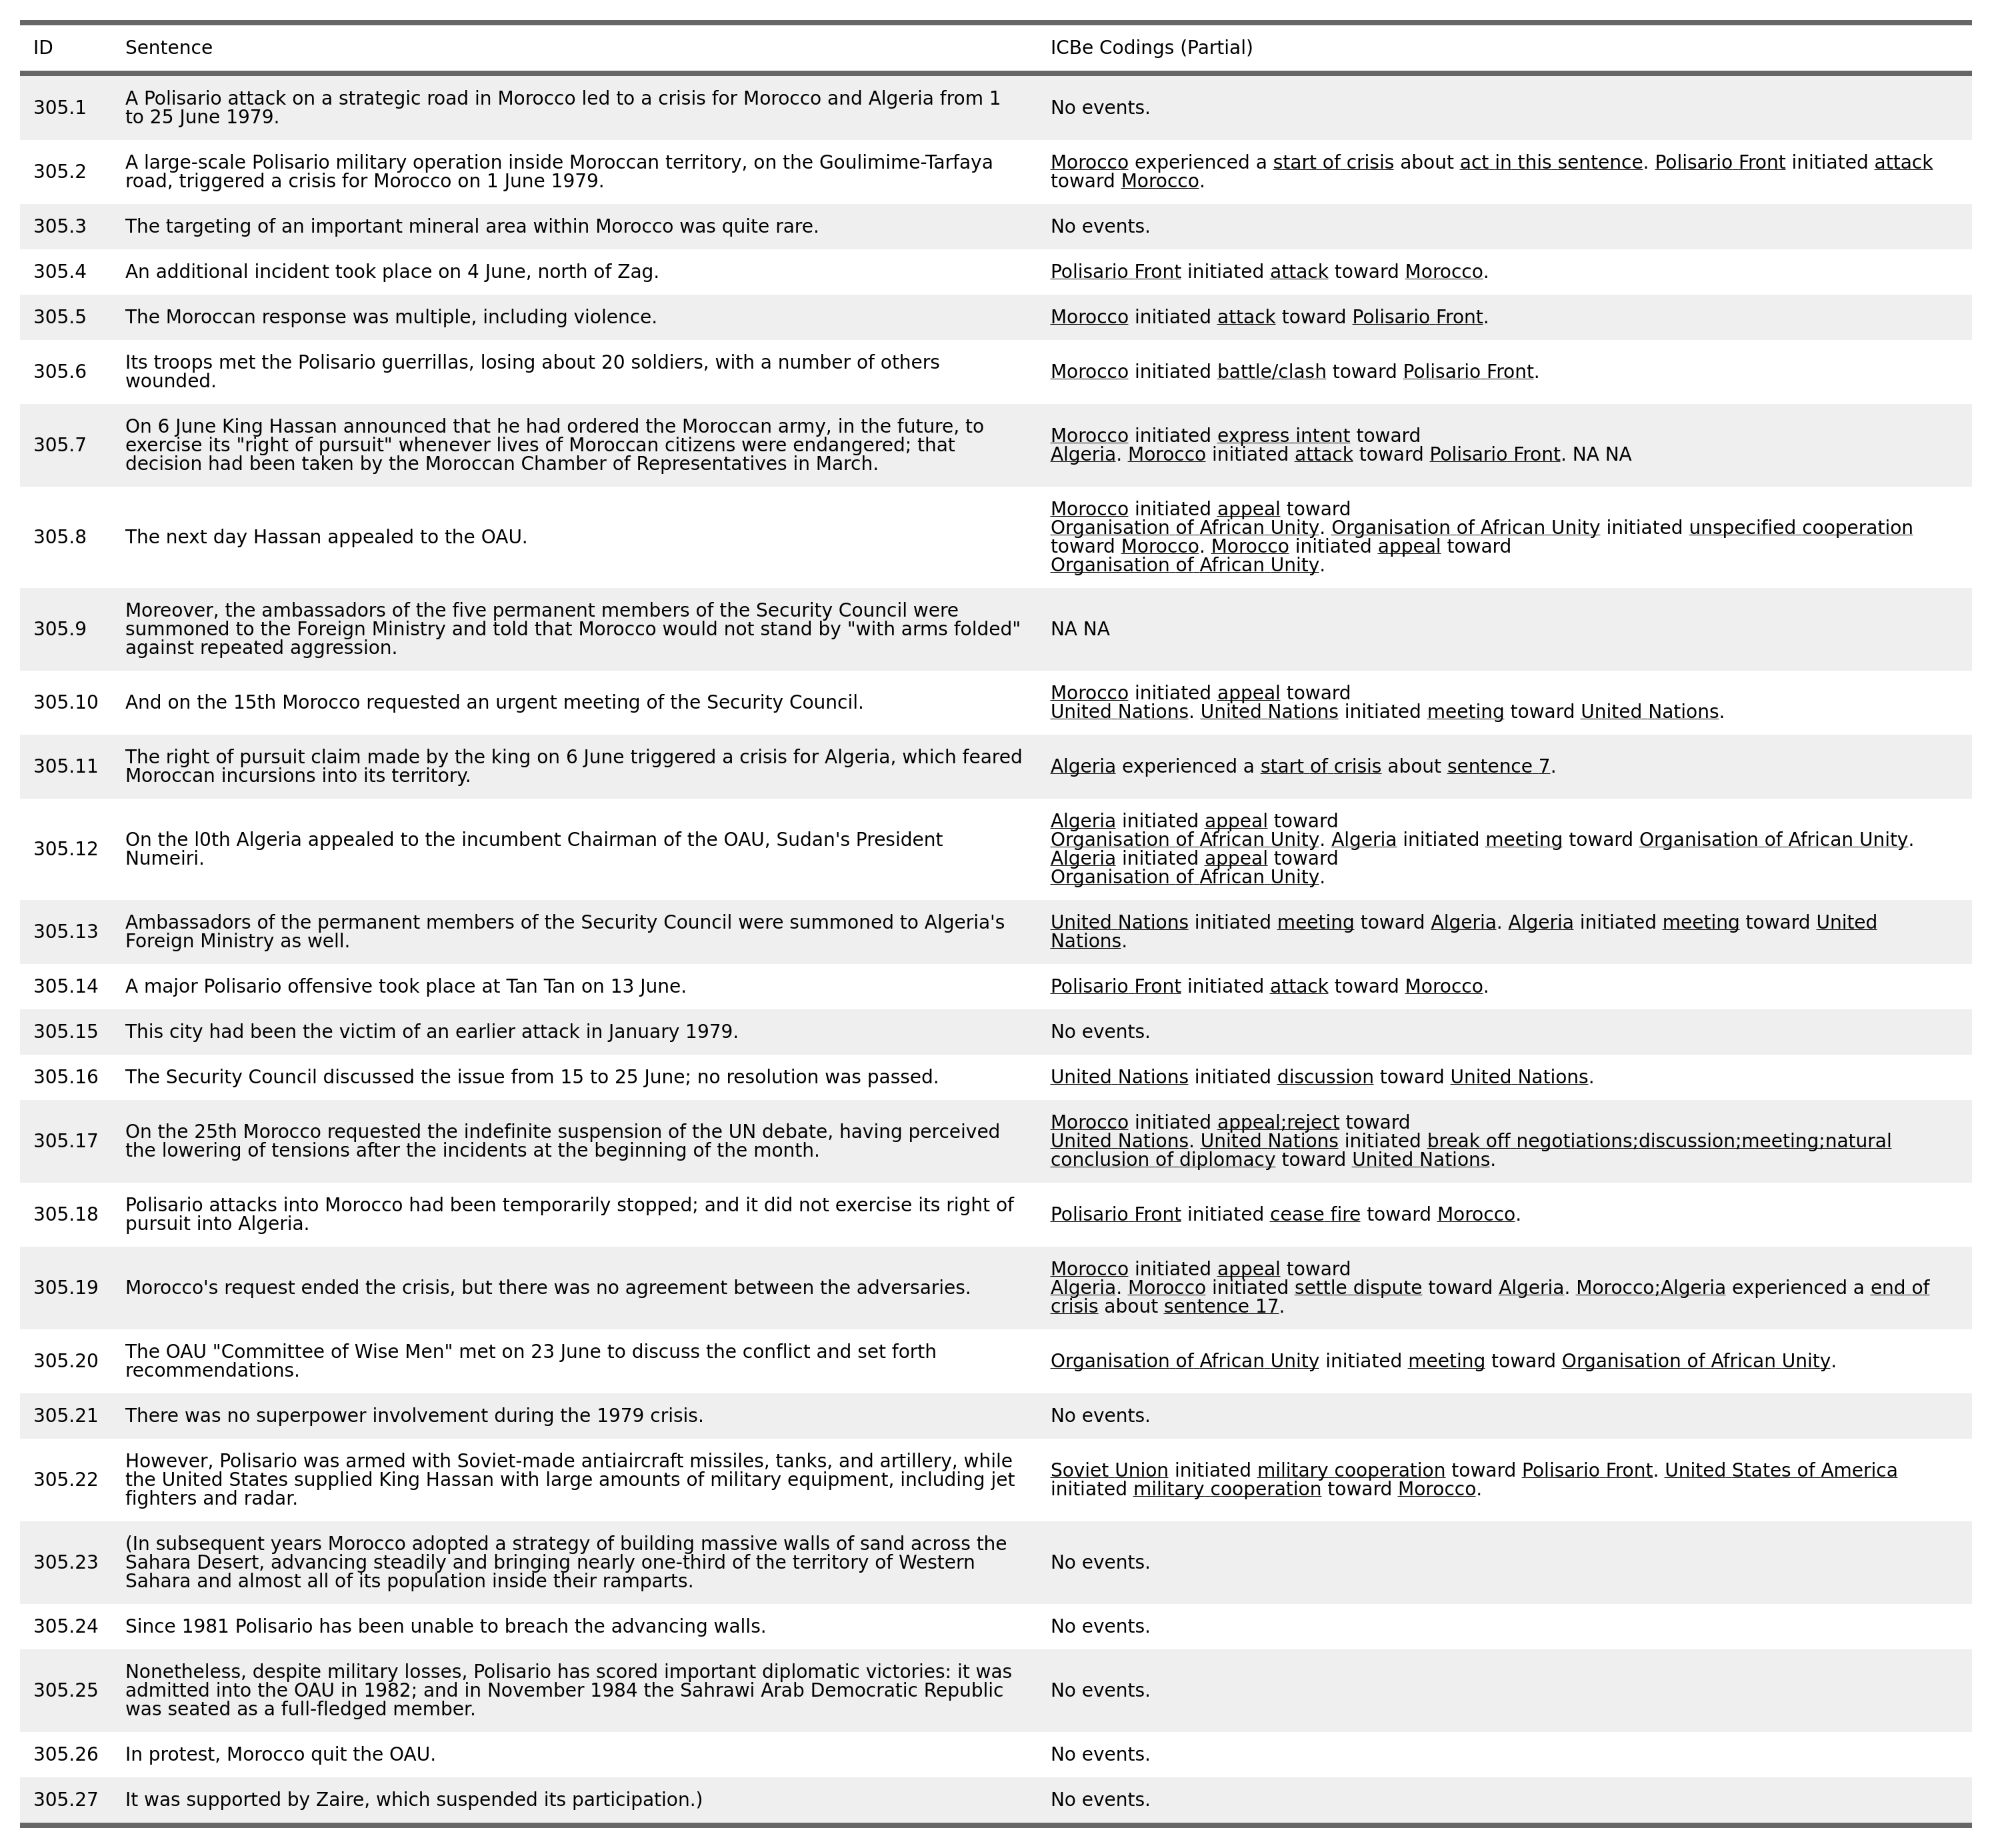 ID Sentence ICBe Codings (Partial)
305.1 A Polisario attack on a strategic road in Morocco led to a crisis for Morocco and Algeria from 1
to 25 June 1979.
No events.
305.2 A large-scale Polisario military operation inside Moroccan territory, on the Goulimime-Tarfaya
road, triggered a crisis for Morocco on 1 June 1979.
Morocco experienced a start of crisis about act in this sentence. Polisario Front initiated attack
toward Morocco.
305.3 The targeting of an important mineral area within Morocco was quite rare. No events.
305.4 An additional incident took place on 4 June, north of Zag. Polisario Front initiated attack toward Morocco.
305.5 The Moroccan response was multiple, including violence. Morocco initiated attack toward Polisario Front.
305.6 Its troops met the Polisario guerrillas, losing about 20 soldiers, with a number of others
wounded.
Morocco initiated battle/clash toward Polisario Front.
305.7 On 6 June King Hassan announced that he had ordered the Moroccan army, in the future, to
exercise its "right of pursuit" whenever lives of Moroccan citizens were endangered; that
decision had been taken by the Moroccan Chamber of Representatives in March.
Morocco initiated express intent toward
Algeria. Morocco initiated attack toward Polisario Front. NA NA
305.8 The next day Hassan appealed to the OAU.
Morocco initiated appeal toward
Organisation of African Unity. Organisation of African Unity initiated unspecified cooperation
toward Morocco. Morocco initiated appeal toward
Organisation of African Unity.
305.9 Moreover, the ambassadors of the five permanent members of the Security Council were
summoned to the Foreign Ministry and told that Morocco would not stand by "with arms folded"
against repeated aggression.
NA NA
305.10 And on the 15th Morocco requested an urgent meeting of the Security Council.
Morocco initiated appeal toward
United Nations. United Nations initiated meeting toward United Nations.
305.11 The right of pursuit claim made by the king on 6 June triggered a crisis for Algeria, which feared
Moroccan incursions into its territory.
Algeria experienced a start of crisis about sentence 7.
305.12 On the l0th Algeria appealed to the incumbent Chairman of the OAU, Sudan's President
Numeiri.
Algeria initiated appeal toward
Organisation of African Unity. Algeria initiated meeting toward Organisation of African Unity.
Algeria initiated appeal toward
Organisation of African Unity.
305.13 Ambassadors of the permanent members of the Security Council were summoned to Algeria's
Foreign Ministry as well.
United Nations initiated meeting toward Algeria. Algeria initiated meeting toward United
Nations.
305.14 A major Polisario offensive took place at Tan Tan on 13 June. Polisario Front initiated attack toward Morocco.
305.15 This city had been the victim of an earlier attack in January 1979. No events.
305.16 The Security Council discussed the issue from 15 to 25 June; no resolution was passed. United Nations initiated discussion toward United Nations.
305.17 On the 25th Morocco requested the indefinite suspension of the UN debate, having perceived
the lowering of tensions after the incidents at the beginning of the month.
Morocco initiated appeal;reject toward
United Nations. United Nations initiated break off negotiations;discussion;meeting;natural
conclusion of diplomacy toward United Nations.
305.18 Polisario attacks into Morocco had been temporarily stopped; and it did not exercise its right of
pursuit into Algeria.
Polisario Front initiated cease fire toward Morocco.
305.19 Morocco's request ended the crisis, but there was no agreement between the adversaries.
Morocco initiated appeal toward
Algeria. Morocco initiated settle dispute toward Algeria. Morocco;Algeria experienced a end of
crisis about sentence 17.
305.20 The OAU "Committee of Wise Men" met on 23 June to discuss the conflict and set forth
recommendations.
Organisation of African Unity initiated meeting toward Organisation of African Unity.
305.21 There was no superpower involvement during the 1979 crisis. No events.
305.22 However, Polisario was armed with Soviet-made antiaircraft missiles, tanks, and artillery, while
the United States supplied King Hassan with large amounts of military equipment, including jet
fighters and radar.
Soviet Union initiated military cooperation toward Polisario Front. United States of America
initiated military cooperation toward Morocco.
305.23 (In subsequent years Morocco adopted a strategy of building massive walls of sand across the
Sahara Desert, advancing steadily and bringing nearly one-third of the territory of Western
Sahara and almost all of its population inside their ramparts.
No events.
305.24 Since 1981 Polisario has been unable to breach the advancing walls. No events.
305.25 Nonetheless, despite military losses, Polisario has scored important diplomatic victories: it was
admitted into the OAU in 1982; and in November 1984 the Sahrawi Arab Democratic Republic
was seated as a full-fledged member.
No events.
305.26 In protest, Morocco quit the OAU. No events.
305.27 It was supported by Zaire, which suspended its participation.) No events.